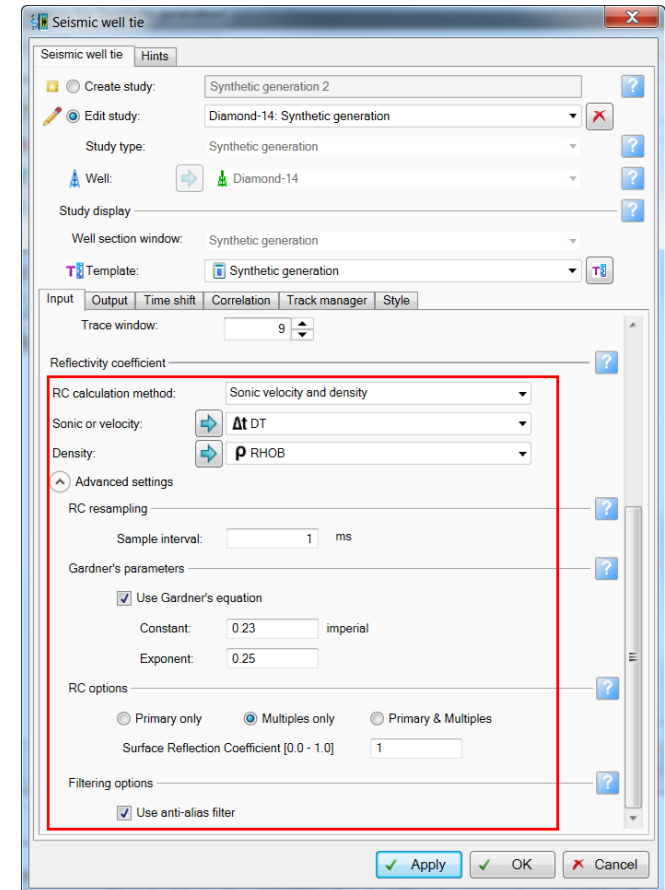 Seismic well tie
X
Seismic well tie Hints
Create study: Synthetic generation 2 ?
Edit study: Diamond-14: Synthetic generation
Study type: Synthetic generation ?
Well: Diamond-14 ?
Study display ?
Well section window: Synthetic generation
Template: Synthetic generation
Input Output Time shift Correlation Track manager Style
Trace window: 9
Reflectivity coefficient ?
RC calculation method: Sonic velocity and density
Sonic or velocity: Δt DT
Density: ρ RHOB
Advanced settings
RC resampling ?
Sample interval: 1 ms
Gardner's parameters ?
Use Gardner's equation
Constant: 0.23 imperial
Exponent: 0.25
RC options ?
Primary only Multiples only Primary & Multiples
Surface Reflection Coefficient [0.0 - 1.0] 1
Filtering options ?
Use anti-alias filter
Apply OK Cancel